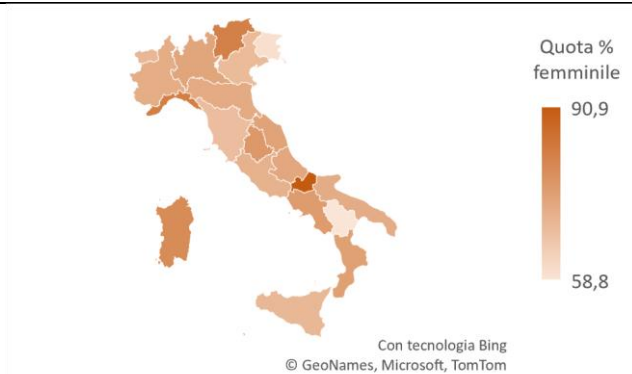 Quota %
femminile
90,9
58,8
Con tecnologia Bing
© GeoNames, Microsoft, TomTom